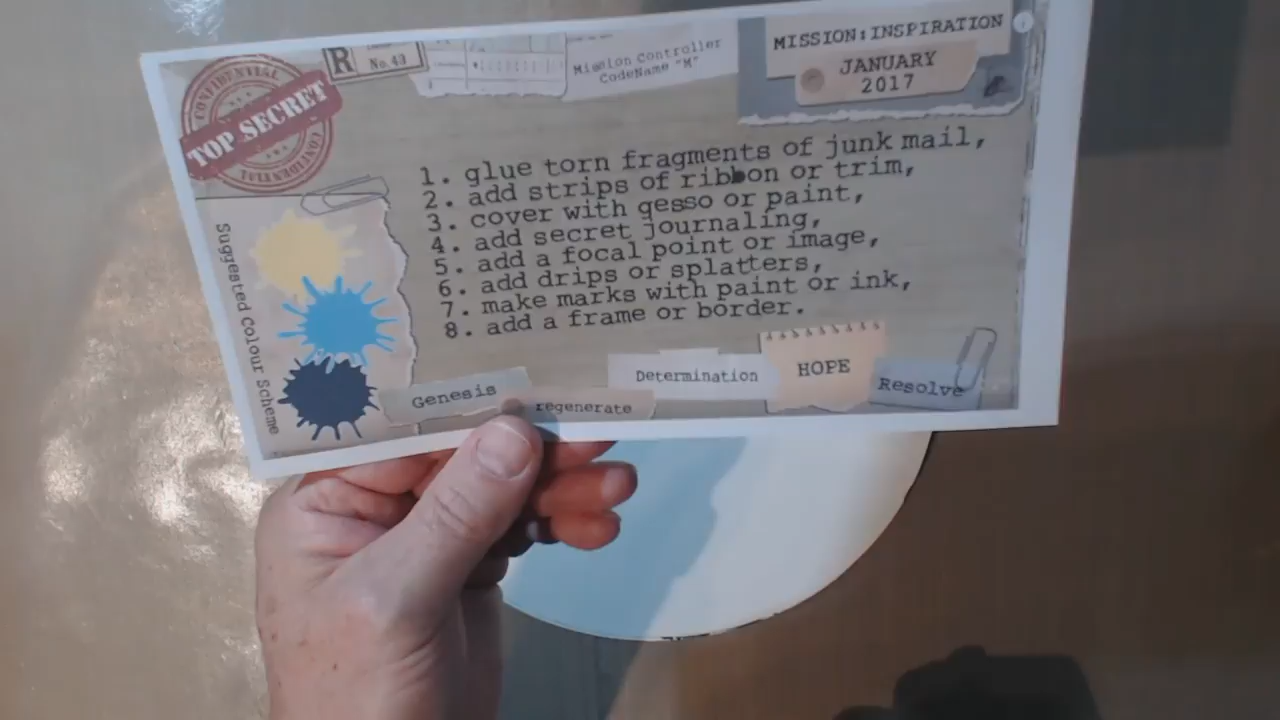 CONFIDENTIAL
TOP SECRET
CONFIDENTIAL
R
No.43
Mission Controller
CodeName "M"
MISSION:INSPIRATION
JANUARY
2017
1. glue torn fragments of junk mail,
2. add strips of ribbon or trim,
3. cover with gesso or paint,
4. add secret journaling,
5. add a focal point or image,
6. add drips or splatters,
7. make marks with paint or ink,
8. add a frame or border.
Suggested Colour Scheme
Genesis
regenerate
Determination
HOPE
Resolve